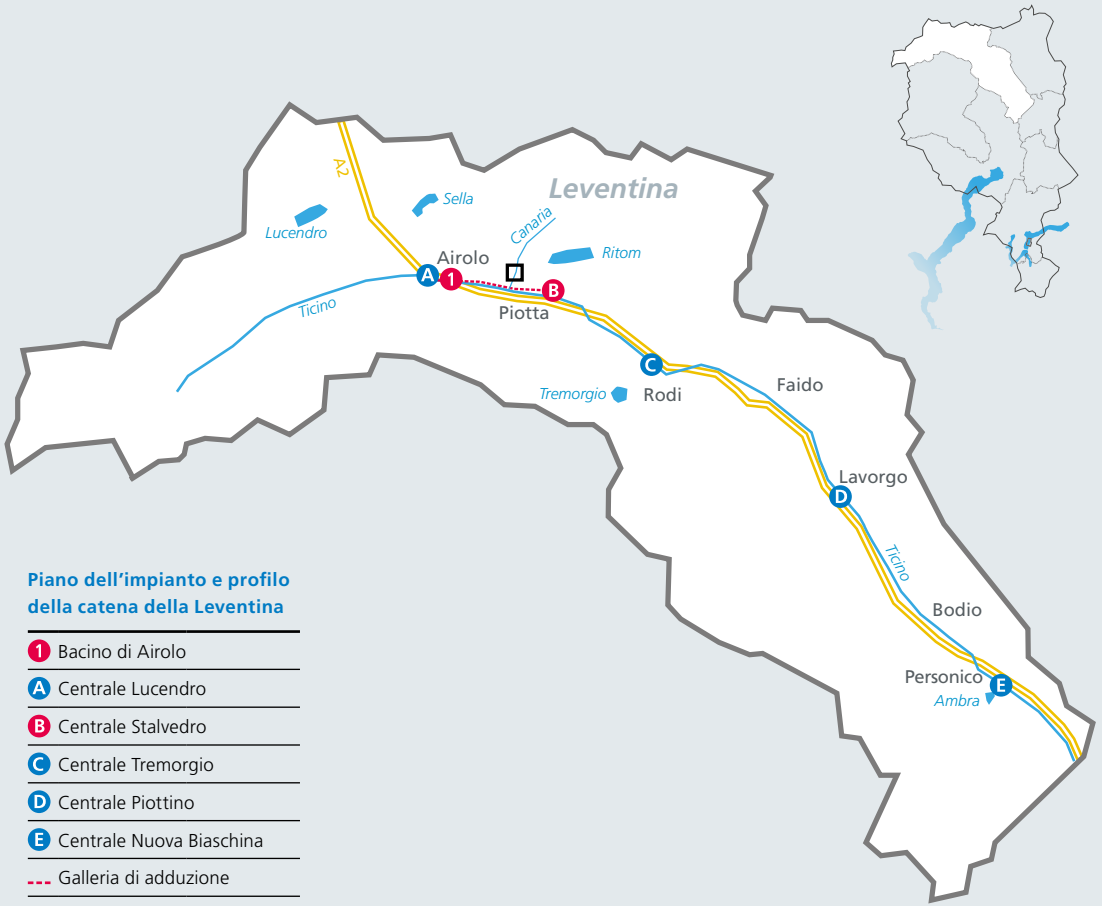 A2
Leventina
Sella
Lucendro
Canaria
Ritom
Airolo
A
1
B
Ticino
Piotta
C
Tremorgio
Rodi
Faido
Lavorgo
D
Ticino
Bodio
Personico
E
Ambra
Piano dell'impianto e profilo
della catena della Leventina
1 Bacino di Airolo
A Centrale Lucendro
B Centrale Stalvedro
C Centrale Tremorgio
D Centrale Piottino
E Centrale Nuova Biaschina
Galleria di adduzione